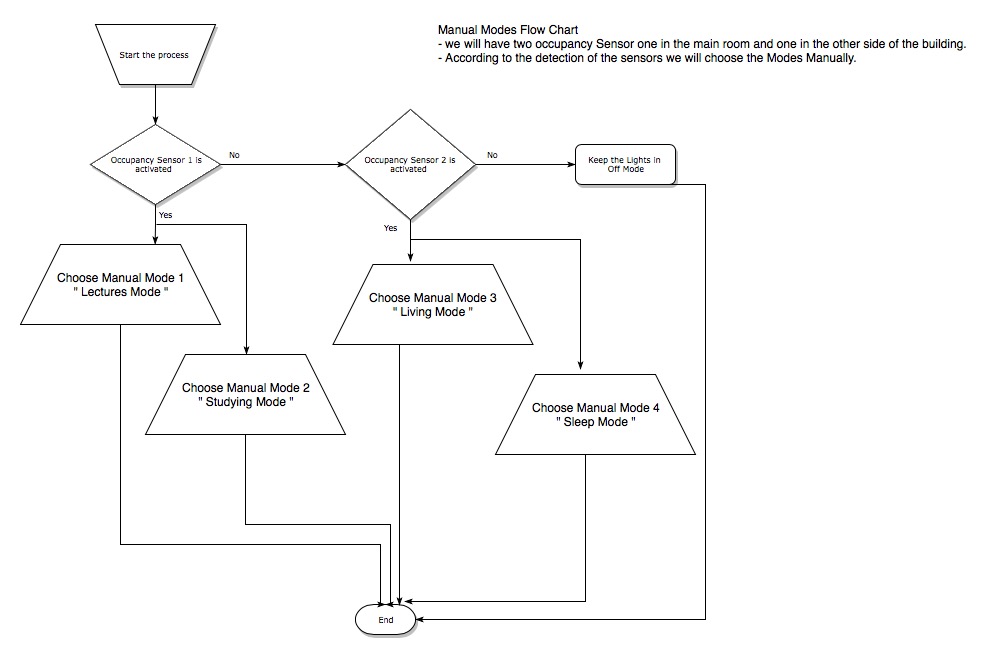 Manual Modes Flow Chart
- we will have two occupancy Sensor one in the main room and one in the other side of the building.
- According to the detection of the sensors we will choose the Modes Manually.
Start the process
Occupancy Sensor 1 is
activated
No
Occupancy Sensor 2 is
activated
No
Keep the Lights in
Off Mode
Yes
Yes
Choose Manual Mode 1
" Lectures Mode "
Choose Manual Mode 3
" Living Mode "
Choose Manual Mode 2
" Studying Mode "
Choose Manual Mode 4
" Sleep Mode "
End